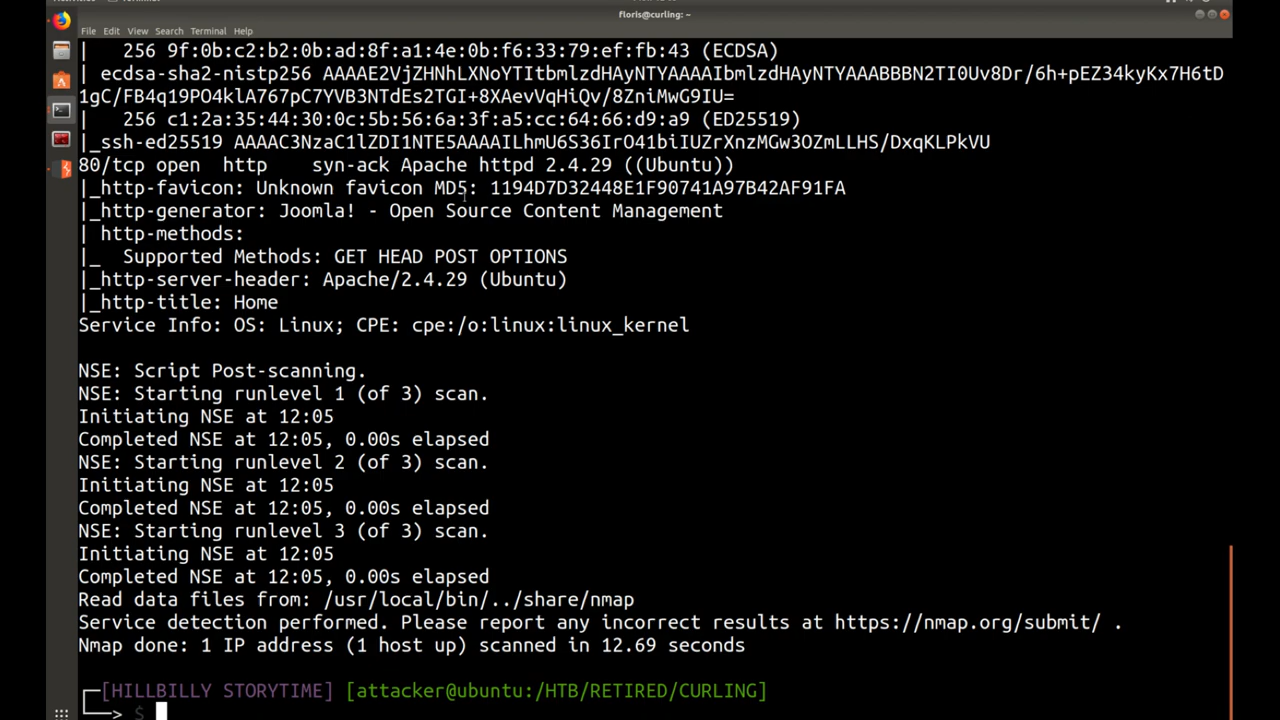 floris@curling: ~
File Edit View Search Terminal Help
| 256 9f:0b:c2:b2:0b:ad:8f:a1:4e:0b:f6:33:79:ef:fb:43 (ECDSA)
| ecdsa-sha2-nistp256 AAAAE2VjZHNhLXNoYTItbmlzdHAyNTYAAAAIbmlzdHAyNTYAAABBBN2TI0Uv8Dr/6h+pEZ34kyKx7H6tD
1gC/FB4q19PO4klA767pC7YVB3NTdEs2TGI+8XAevVqHiQv/8ZniMwG9IU=
| 256 c1:2a:35:44:30:0c:5b:56:6a:3f:a5:cc:64:66:d9:a9 (ED25519)
|_ssh-ed25519 AAAAC3NzaC1lZDI1NTE5AAAAILhmU6S36IrO41biIUZrXnzMGw3OZmLLHS/DxqKLPkVU
80/tcp open http syn-ack Apache httpd 2.4.29 ((Ubuntu))
|_http-favicon: Unknown favicon MD5: 1194D7D32448E1F90741A97B42AF91FA
|_http-generator: Joomla! - Open Source Content Management
| http-methods:
|_ Supported Methods: GET HEAD POST OPTIONS
|_http-server-header: Apache/2.4.29 (Ubuntu)
|_http-title: Home
Service Info: OS: Linux; CPE: cpe:/o:linux:linux_kernel
NSE: Script Post-scanning.
NSE: Starting runlevel 1 (of 3) scan.
Initiating NSE at 12:05
Completed NSE at 12:05, 0.00s elapsed
NSE: Starting runlevel 2 (of 3) scan.
Initiating NSE at 12:05
Completed NSE at 12:05, 0.00s elapsed
NSE: Starting runlevel 3 (of 3) scan.
Initiating NSE at 12:05
Completed NSE at 12:05, 0.00s elapsed
Read data files from: /usr/local/bin/../share/nmap
Service detection performed. Please report any incorrect results at https://nmap.org/submit/ .
Nmap done: 1 IP address (1 host up) scanned in 12.69 seconds
┌─[HILLBILLY STORYTIME] [attacker@ubuntu:/HTB/RETIRED/CURLING]
└──> $